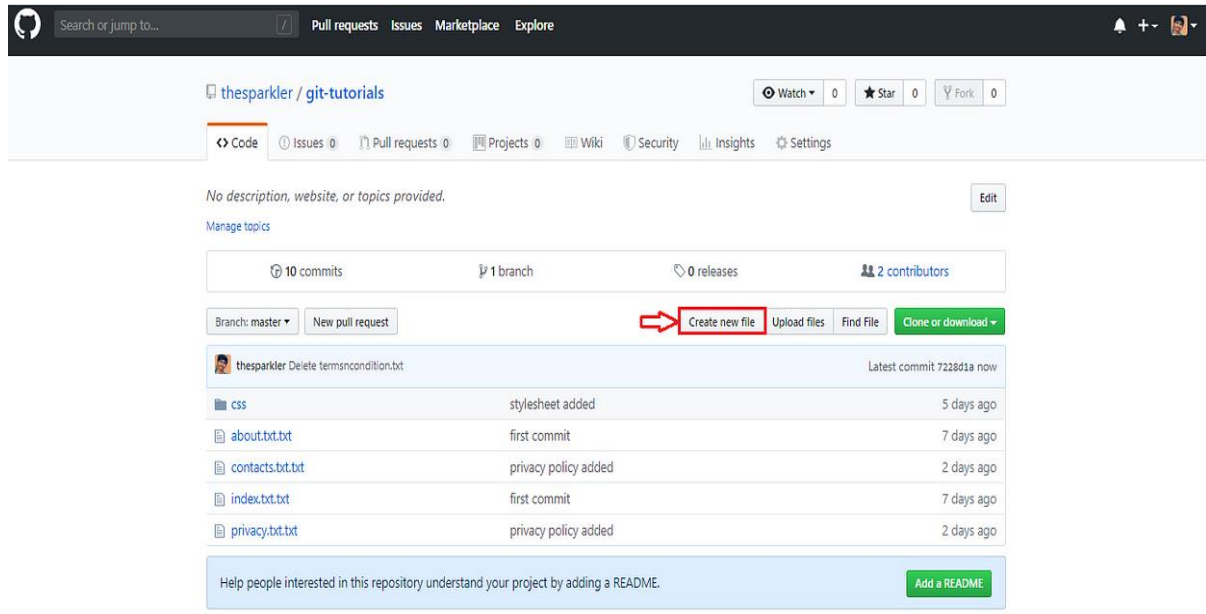 Search or jump to... / Pull requests Issues Marketplace Explore
thesparkler / git-tutorials Watch 0 Star 0 Fork 0
Code Issues 0 Pull requests 0 Projects 0 Wiki Security Insights Settings
No description, website, or topics provided. Edit
Manage topics
10 commits 1 branch 0 releases 2 contributors
Branch: master New pull request Create new file Upload files Find File Clone or download
thesparkler Delete termsncondition.txt Latest commit 7228d1a now
css stylesheet added 5 days ago
about.txt.txt first commit 7 days ago
contacts.txt.txt privacy policy added 2 days ago
index.txt.txt first commit 7 days ago
privacy.txt.txt privacy policy added 2 days ago
Help people interested in this repository understand your project by adding a README. Add a README